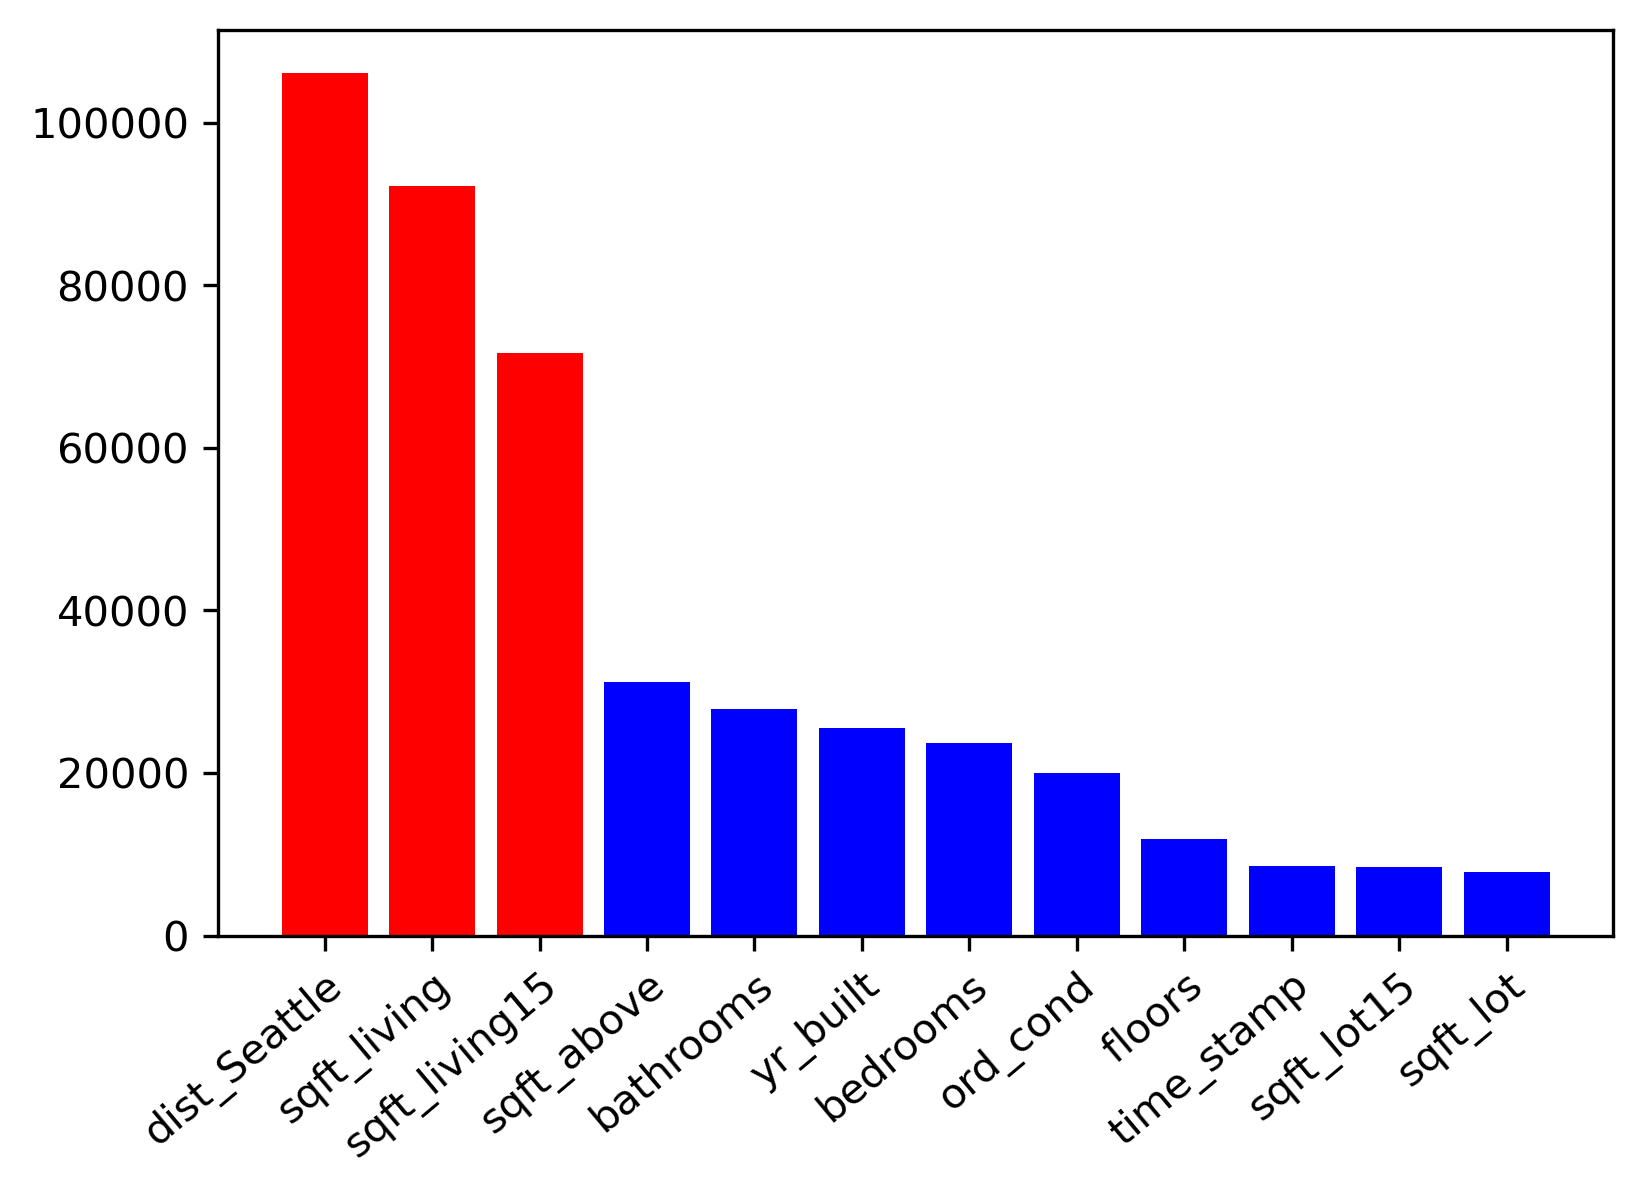 100000
80000
60000
40000
20000
0
dist_Seattle
sqft_living
sqft_living15
sqft_above
bathrooms
yr_built
bedrooms
ord_cond
floors
time_stamp
sqft_lot15
sqft_lot